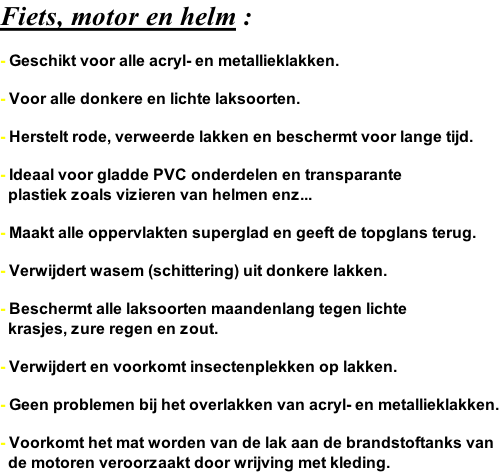 Fiets, motor en helm :
- Geschikt voor alle acryl- en metallieklakken.
- Voor alle donkere en lichte laksoorten.
- Herstelt rode, verweerde lakken en beschermt voor lange tijd.
- Ideaal voor gladde PVC onderdelen en transparante
plastiek zoals vizieren van helmen enz...
- Maakt alle oppervlakten superglad en geeft de topglans terug.
- Verwijdert wasem (schittering) uit donkere lakken.
- Beschermt alle laksoorten maandenlang tegen lichte
krasjes, zure regen en zout.
- Verwijdert en voorkomt insectenplekken op lakken.
- Geen problemen bij het overlakken van acryl- en metallieklakken.
- Voorkomt het mat worden van de lak aan de brandstoftanks van
de motoren veroorzaakt door wrijving met kleding.